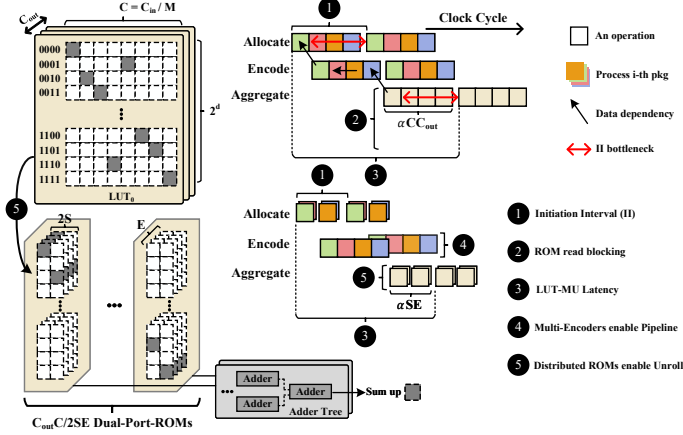 C = C_in / M
C_out
0000
0001
0010
0011
1100
1101
1110
1111
2^d
LUT_0
5
2S
E
C_outC/2SE Dual-Port-ROMs
Adder
Adder
Adder
Adder Tree
Sum up
1
Clock Cycle
Allocate
Encode
Aggregate
2
αCC_out
3
1
Allocate
Encode
4
Aggregate
5
αSE
3
An operation
Process i-th pkg
Data dependency
II bottleneck
1 Initiation Interval (II)
2 ROM read blocking
3 LUT-MU Latency
4 Multi-Encoders enable Pipeline
5 Distributed ROMs enable Unroll